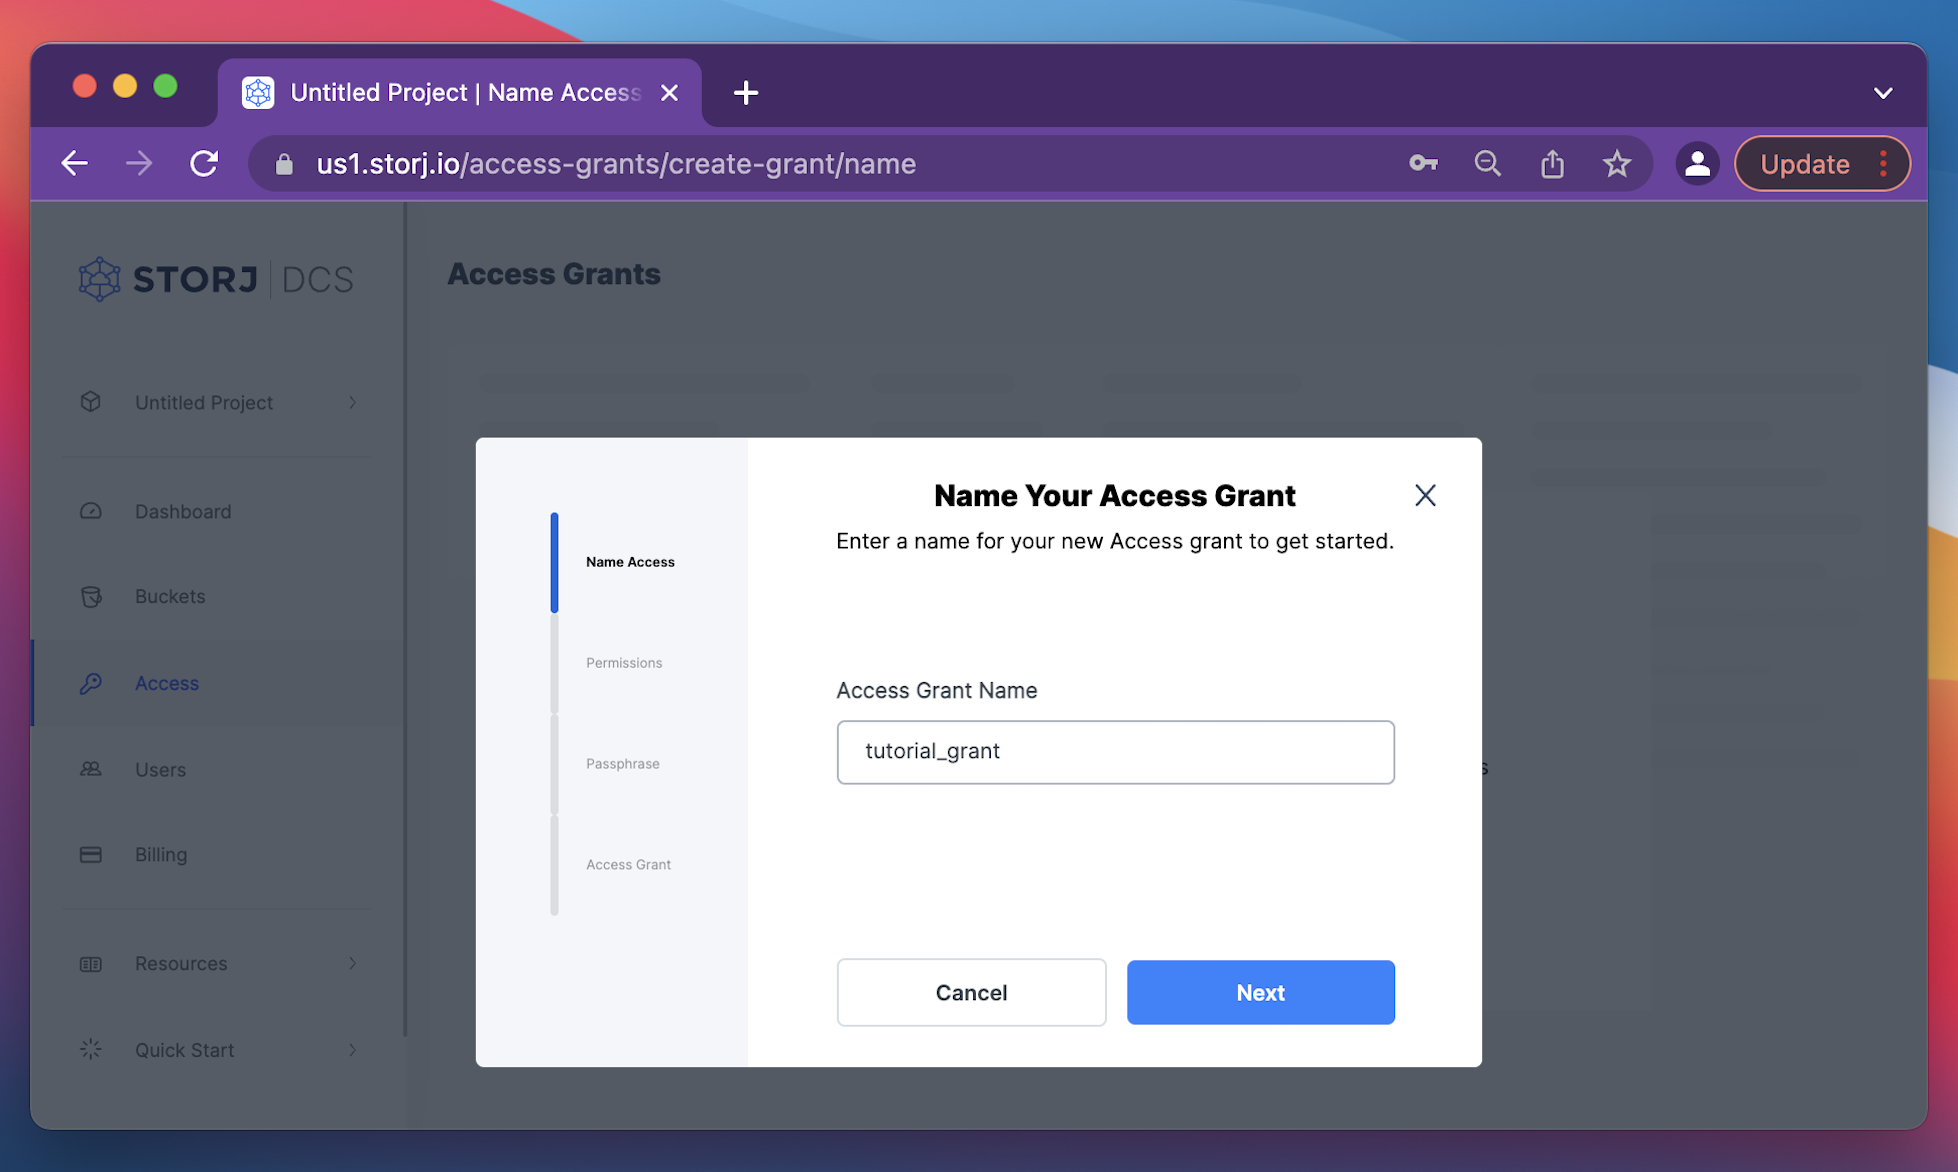 Untitled Project | Name Access
us1.storj.io/access-grants/create-grant/name
Update
STORJ DCS
Access Grants
Untitled Project
Dashboard
Buckets
Access
Users
Billing
Resources
Quick Start
Name Access
Permissions
Passphrase
Access Grant
Name Your Access Grant
Enter a name for your new Access grant to get started.
Access Grant Name
tutorial_grant
Cancel
Next
s